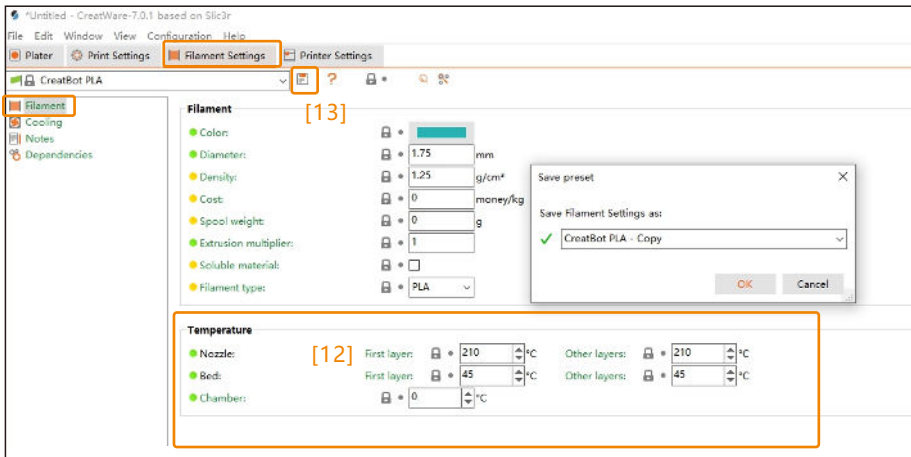 *Untitled - CreatWare-7.0.1 based on Slic3r
File Edit Window View Configuration Help
Plater Print Settings Filament Settings Printer Settings
CreatBot PLA ?
[13]
Filament
Cooling
Notes
Dependencies
Filament
Color:
Diameter: 1.75 mm
Density: 1.25 g/cm³
Cost: 0 money/kg
Spool weight: 0 g
Extrusion multiplier: 1
Soluble material:
Filament type: PLA
Save preset
Save Filament Settings as:
CreatBot PLA - Copy
OK Cancel
Temperature
[12]
Nozzle: First layer: 210 °C Other layers: 210 °C
Bed: First layer: 45 °C Other layers: 45 °C
Chamber: 0 °C